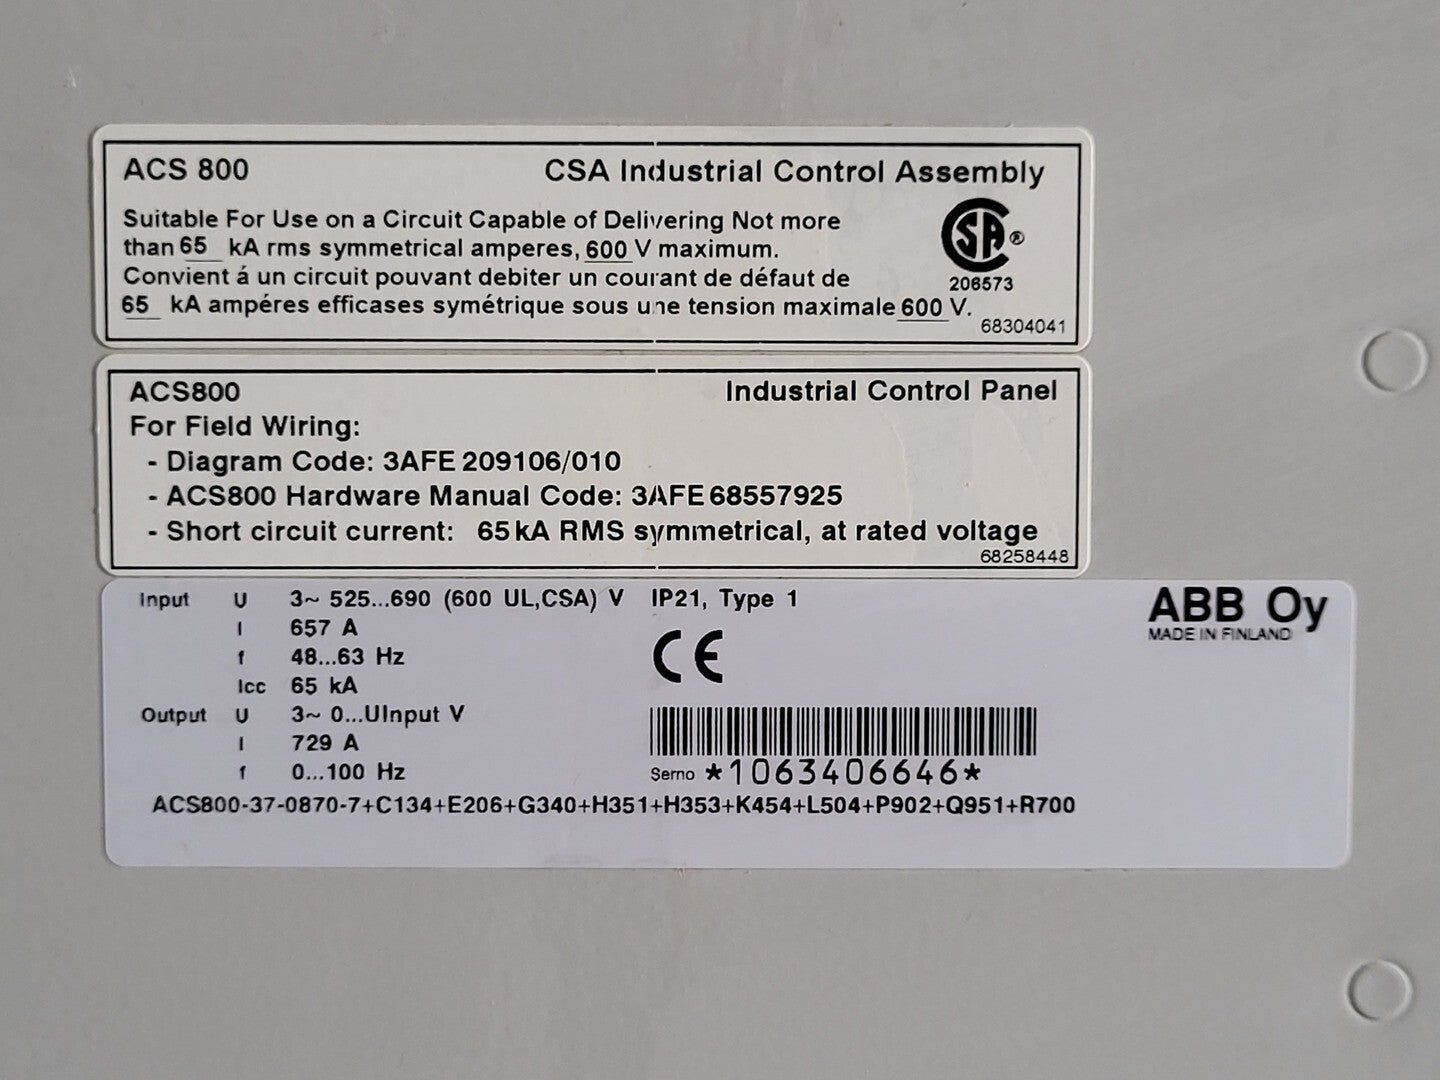 ACS 800 CSA Industrial Control Assembly
Suitable For Use on a Circuit Capable of Delivering Not more
than 65 kA rms symmetrical amperes, 600 V maximum.
Convient á un circuit pouvant debiter un courant de défaut de
65 kA ampéres efficases symétrique sous une tension maximale 600 V.
SA ®
206573
68304041
ACS800 Industrial Control Panel
For Field Wiring:
- Diagram Code: 3AFE 209106/010
- ACS800 Hardware Manual Code: 3AFE 68557925
- Short circuit current: 65 kA RMS symmetrical, at rated voltage
68258448
Input U 3~ 525...690 (600 UL,CSA) V IP21, Type 1
I 657 A
f 48...63 Hz
Icc 65 kA
Output U 3~ 0...UInput V
I 729 A
f 0...100 Hz
CE
ABB Oy
MADE IN FINLAND
Serno *1063406646*
ACS800-37-0870-7+C134+E206+G340+H351+H353+K454+L504+P902+Q951+R700